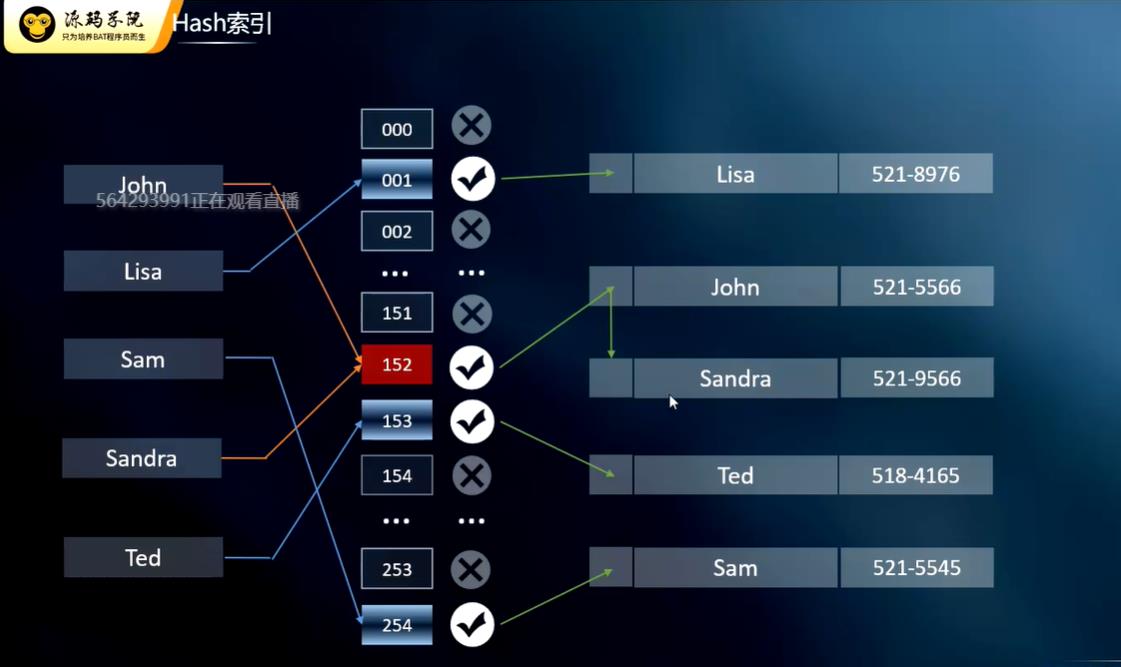 渌码学院
只为培养BAT程序员而生
Hash索引
John
564293991正在观看直播
Lisa
Sam
Sandra
Ted
000
001
002
...
...
151
152
153
154
...
...
253
254
Lisa 521-8976
John 521-5566
Sandra 521-9566
Ted 518-4165
Sam 521-5545